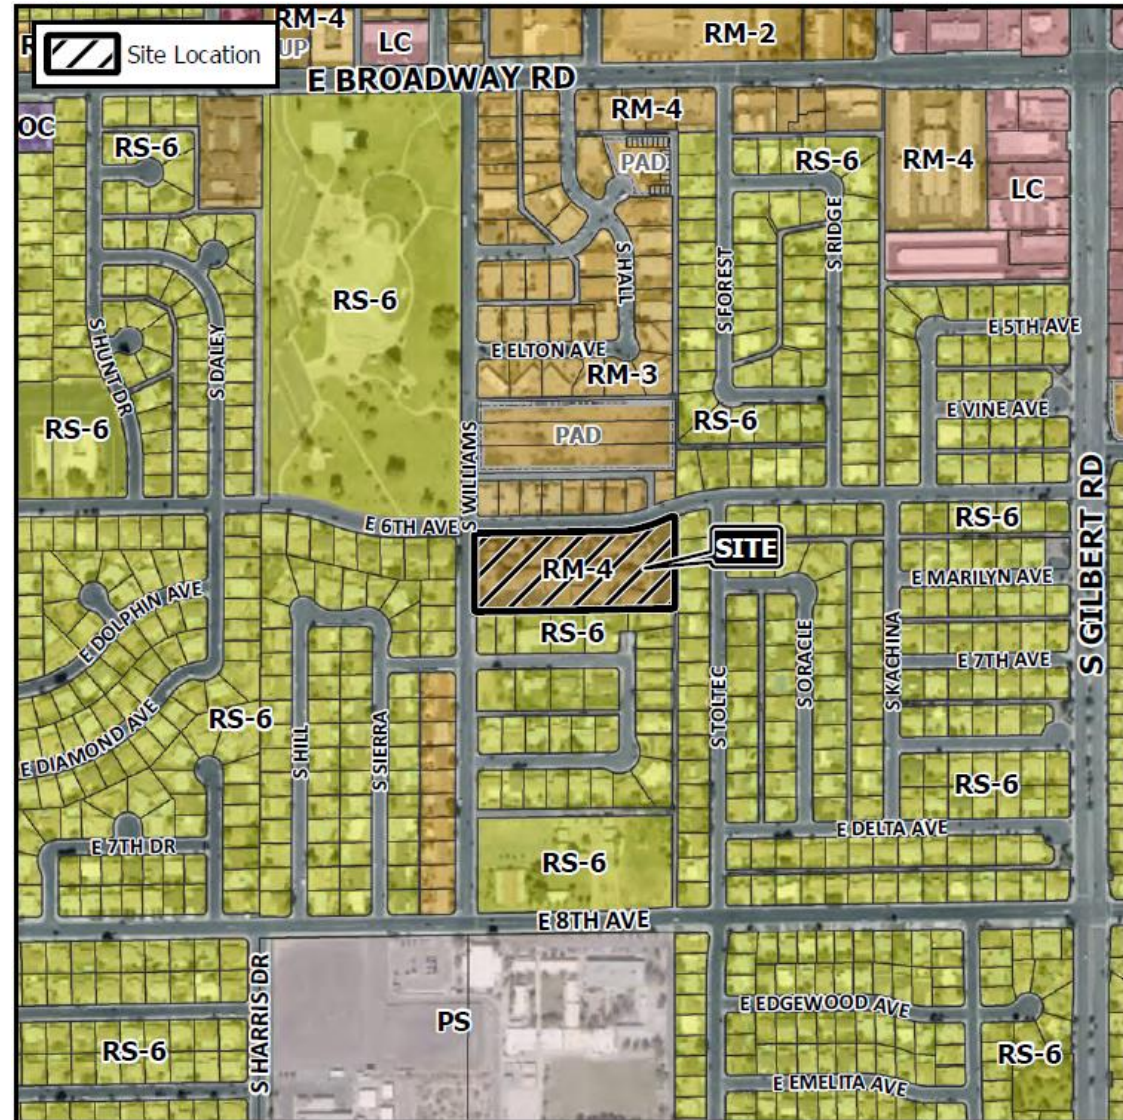 RM-4
UP
LC
RM-2
Site Location
E BROADWAY RD
OC
RS-6
RM-4
PAD
RS-6
RM-4
LC
S RIDGE
S HALL
S FOREST
RS-6
S HUNT DR
S DALEY
E 5TH AVE
E ELTON AVE
RM-3
E VINE AVE
RS-6
RS-6
PAD
S WILLIAMS
S GILBERT RD
E 6TH AVE
RS-6
SITE
RM-4
E MARILYN AVE
E DOLPHIN AVE
RS-6
S ORACLE
S KACHINA
E 7TH AVE
S TOLTEC
RS-6
E DIAMOND AVE
S HILL
S SIERRA
RS-6
E DELTA AVE
E 7TH DR
RS-6
E 8TH AVE
S HARRIS DR
E EDGEWOOD AVE
PS
RS-6
RS-6
E EMELITA AVE